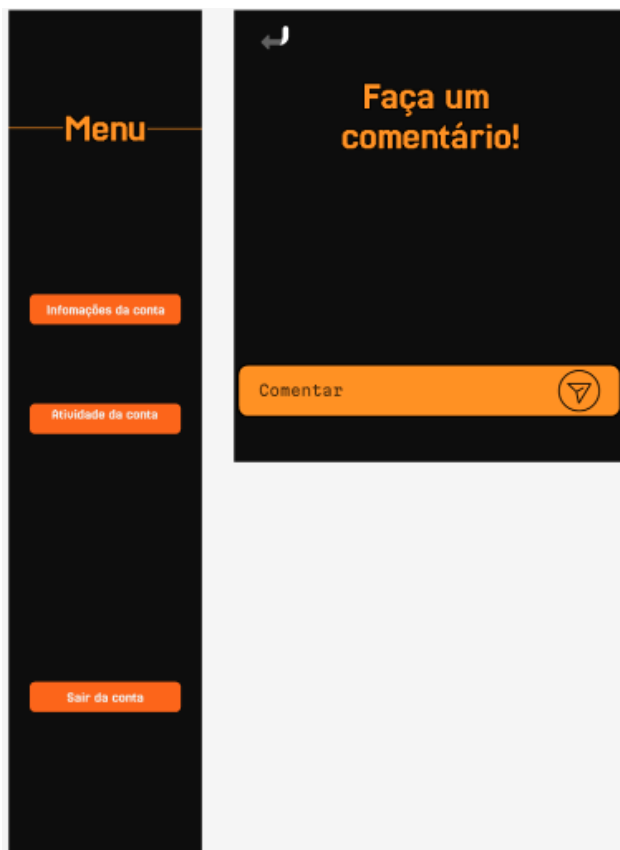 Menu
Infomações da conta
Atividade da conta
Sair da conta
Faça um
comentário!
Comentar